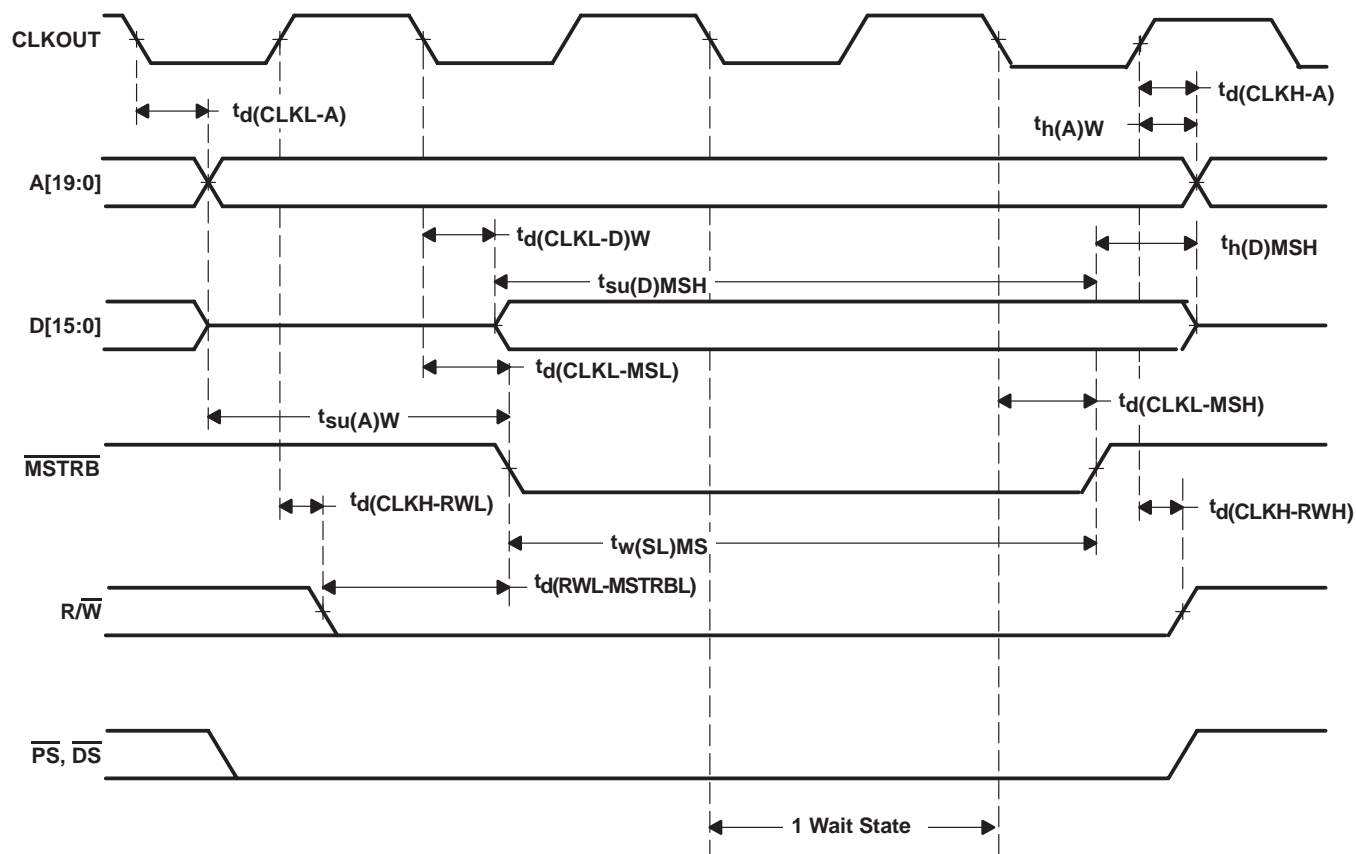 CLKOUT
td(CLKL-A)
td(CLKH-A)
th(A)W
A[19:0]
td(CLKL-D)W
th(D)MSH
tsu(D)MSH
D[15:0]
td(CLKL-MSL)
td(CLKL-MSH)
tsu(A)W
MSTRB
td(CLKH-RWL)
td(CLKH-RWH)
tw(SL)MS
td(RWL-MSTRBL)
R/W
PS, DS
1 Wait State